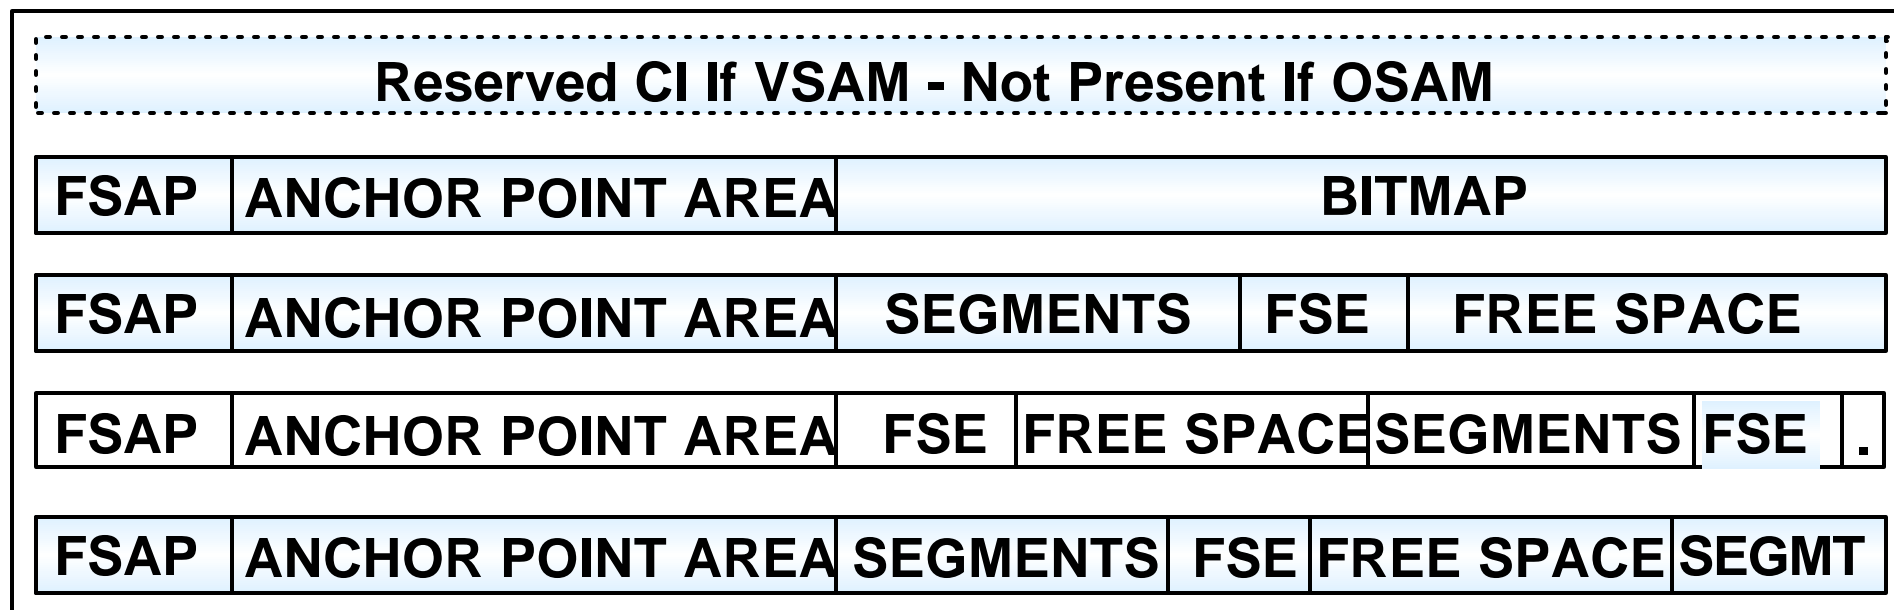 Reserved CI If VSAM - Not Present If OSAM
FSAP ANCHOR POINT AREA BITMAP
FSAP ANCHOR POINT AREA SEGMENTS FSE FREE SPACE
FSAP ANCHOR POINT AREA FSE FREE SPACE SEGMENTS FSE .
FSAP ANCHOR POINT AREA SEGMENTS FSE FREE SPACE SEGMT